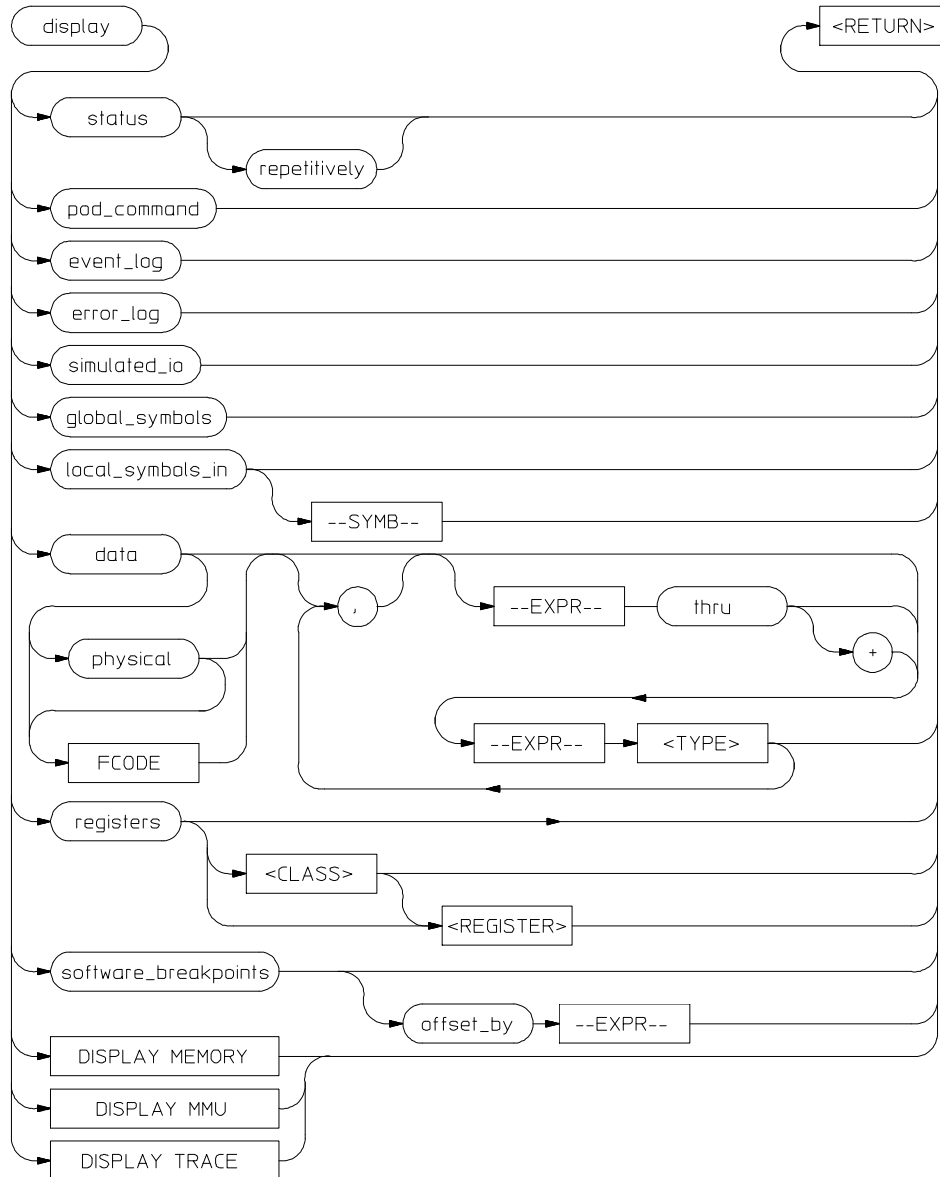 display
<RETURN>
status
repetitively
pod_command
event_log
error_log
simulated_io
global_symbols
local_symbols_in
--SYMB--
data
,
--EXPR--
thru
physical
+
--EXPR--
<TYPE>
FCODE
registers
<CLASS>
<REGISTER>
software_breakpoints
offset_by
--EXPR--
DISPLAY MEMORY
DISPLAY MMU
DISPLAY TRACE